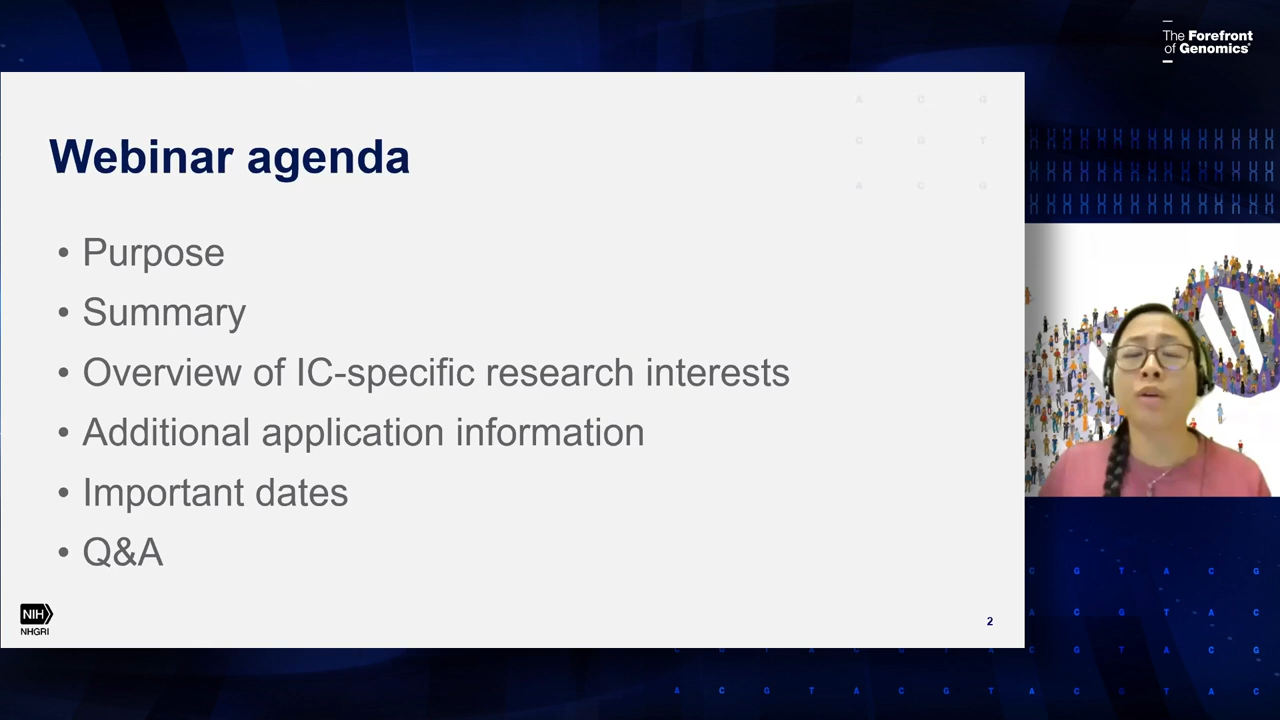 The Forefront
of Genomics®
A C G
C G T
A C G
Webinar agenda
• Purpose
• Summary
• Overview of IC-specific research interests
• Additional application information
• Important dates
• Q&A
NIH
NHGRI
2
C G T A C G
A C G T A C
C G T A C G T A C G T A C G
A C G T A C G T A C G T A C